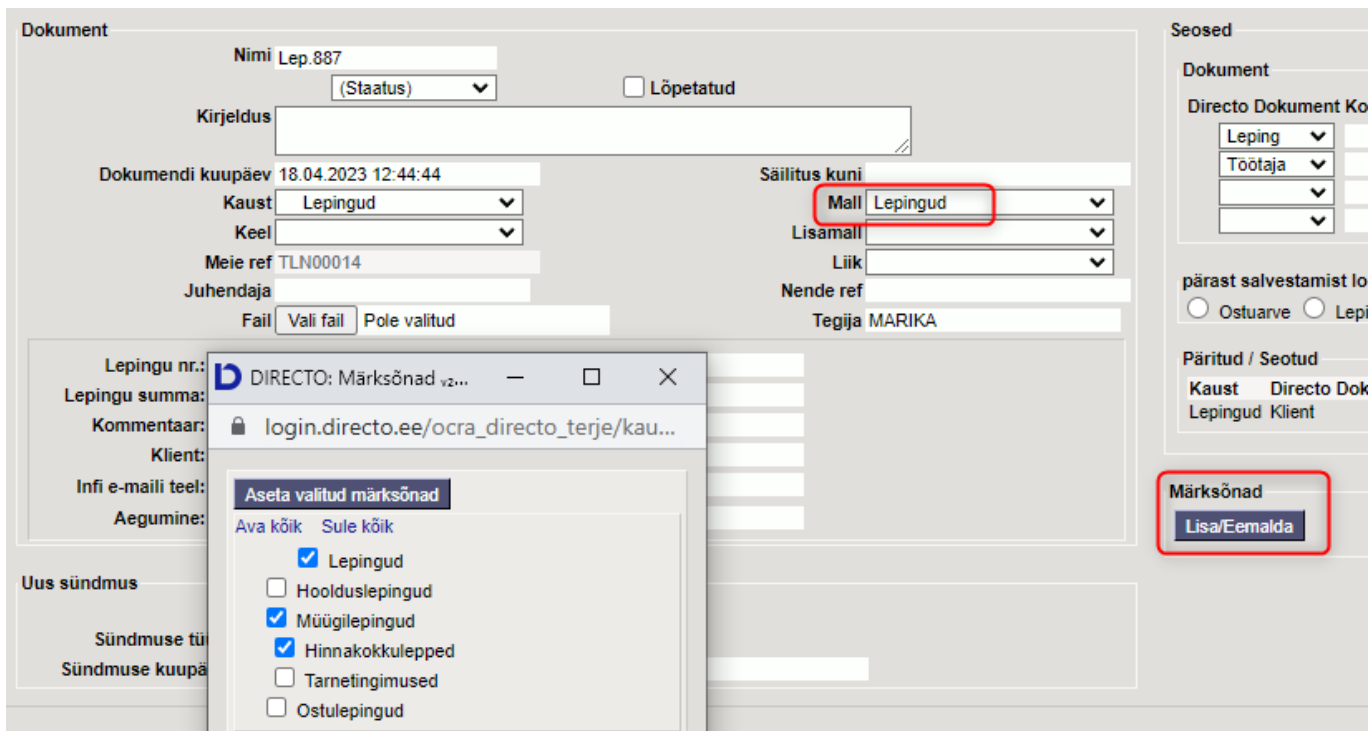 Dokument
Nimi Lep.887
(Staatus)
Lõpetatud
Kirjeldus
Dokumendi kuupäev 18.04.2023 12:44:44
Säilitus kuni
Kaust Lepingud
Mall Lepingud
Keel
Lisamall
Meie ref TLN00014
Liik
Juhendaja
Nende ref
Fail Vali fail Pole valitud
Tegija MARIKA
Lepingu nr.:
Lepingu summa:
Kommentaar:
Klient:
Infi e-maili teel:
Aegumine:
Uus sündmus
Sündmuse tüü
Sündmuse kuupä
DIRECTO: Märksõnad v2...
login.directo.ee/ocra_directo_terje/kau...
Aseta valitud märksõnad
Ava kõik Sule kõik
Lepingud
Hoolduslepingud
Müügilepingud
Hinnakokkulepped
Tarnetingimused
Ostulepingud
Seosed
Dokument
Directo Dokument Ko
Leping
Töötaja
pärast salvestamist lo
Ostuarve Lepi
Päritud / Seotud
Kaust Directo Dok
Lepingud Klient
Märksõnad
Lisa/Eemalda